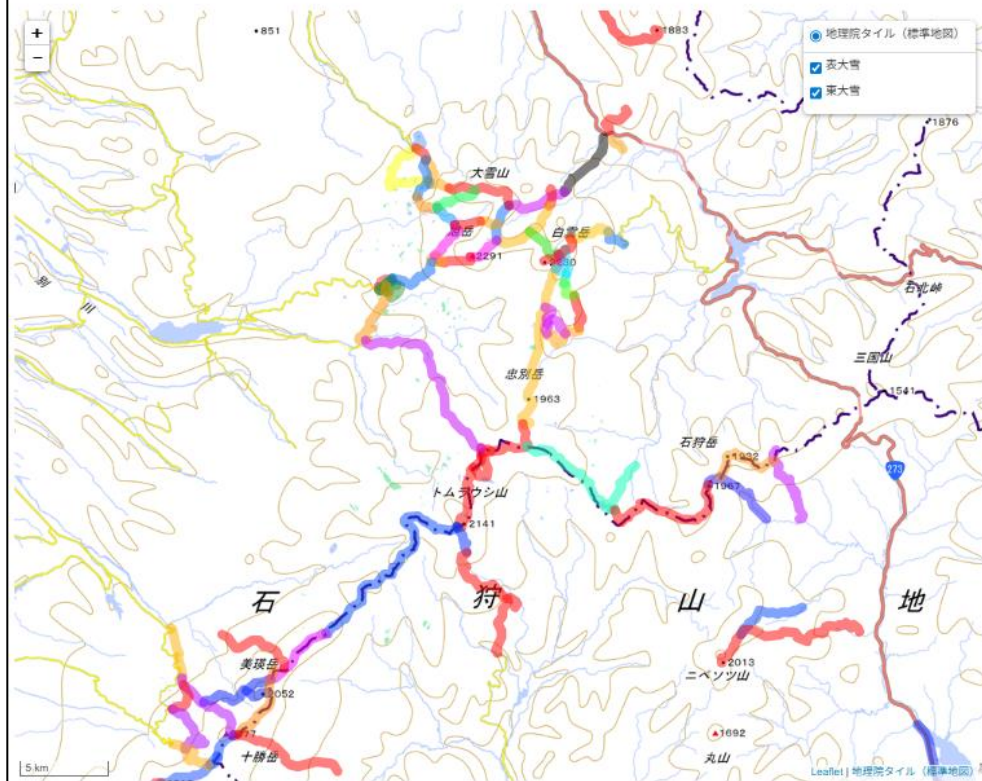 +
−
851
1883
地理院タイル（標準地図）
表大雪
東大雪
1876
大雪山
白雲岳
旭岳
2291
2230
石北峠
別
川
三国山
忠別岳
1963
1541
石狩岳
1932
273
1967
トムラウシ山
2141
石
狩
山
地
美瑛岳
2052
2013
ニペソツ山
1692
丸山
十勝岳
5 km
Leaflet | 地理院タイル（標準地図）